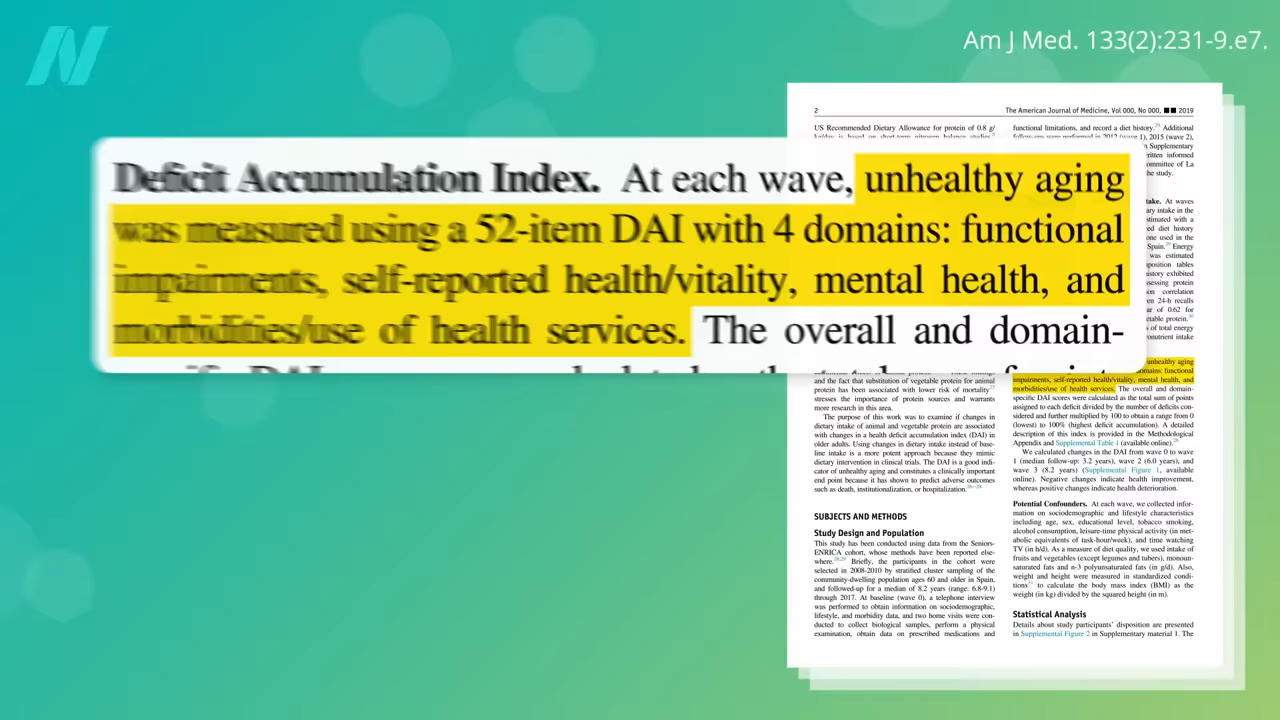 Am J Med. 133(2):231-9.e7.
2
The American Journal of Medicine, Vol 000, No 000, ■■ 2019
US Recommended Dietary Allowance for protein of 0.8 g/
functional limitations, and record a diet history. Additional
Deficit Accumulation Index. At each wave, unhealthy aging
was measured using a 52-item DAI with 4 domains: functional
impairments, self-reported health/vitality, mental health, and
morbidities/use of health services. The overall and domain-
and the fact that substitution of vegetable protein for animal
protein has been associated with lower risk of mortality
stresses the importance of protein sources and warrants
more research in this area.
The purpose of this work was to examine if changes in
dietary intake of animal and vegetable protein are associated
with changes in a health deficit accumulation index (DAI) in
older adults. Using changes in dietary intake instead of base-
line intake is a more potent approach because they mimic
dietary intervention in clinical trials. The DAI is a good indi-
cator of unhealthy aging and constitutes a clinically important
end point because it has shown to predict adverse outcomes
such as death, institutionalization, or hospitalization.26-28
SUBJECTS AND METHODS
Study Design and Population
This study has been conducted using data from the Seniors-
ENRICA cohort, whose methods have been reported else-
where.28,29 Briefly, the participants in the cohort were
selected in 2008-2010 by stratified cluster sampling of the
community-dwelling population ages 60 and older in Spain,
and followed-up for a median of 8.2 years (range: 6.8-9.1)
through 2017. At baseline (wave 0), a telephone interview
was performed to obtain information on sociodemographic,
lifestyle, and morbidity data, and two home visits were con-
ducted to collect biological samples, perform a physical
examination, obtain data on prescribed medications and
unhealthy aging
domains: functional
impairments, self-reported health/vitality, mental health, and
morbidities/use of health services. The overall and domain-
specific DAI scores were calculated as the total sum of points
assigned to each deficit divided by the number of deficits con-
sidered and further multiplied by 100 to obtain a range from 0
(lowest) to 100% (highest deficit accumulation). A detailed
description of this index is provided in the Methodological
Appendix and Supplemental Table 1 (available online).
We calculated changes in the DAI from wave 0 to wave
1 (median follow-up: 3.2 years), wave 2 (6.0 years), and
wave 3 (8.2 years) (Supplemental Figure 1, available
online). Negative changes indicate health improvement,
whereas positive changes indicate health deterioration.
Potential Confounders. At each wave, we collected infor-
mation on sociodemographic and lifestyle characteristics
including age, sex, educational level, tobacco smoking,
alcohol consumption, leisure-time physical activity (in met-
abolic equivalents of task-hour/week), and time watching
TV (in h/d). As a measure of diet quality, we used intake of
fruits and vegetables (except legumes and tubers), monoun-
saturated fats and n-3 polyunsaturated fats (in g/d). Also,
weight and height were measured in standardized condi-
tions to calculate the body mass index (BMI) as the
weight (in kg) divided by the squared height (in m).
Statistical Analysis
Details about study participants' disposition are presented
in Supplemental Figure 2 in Supplementary material 1. The